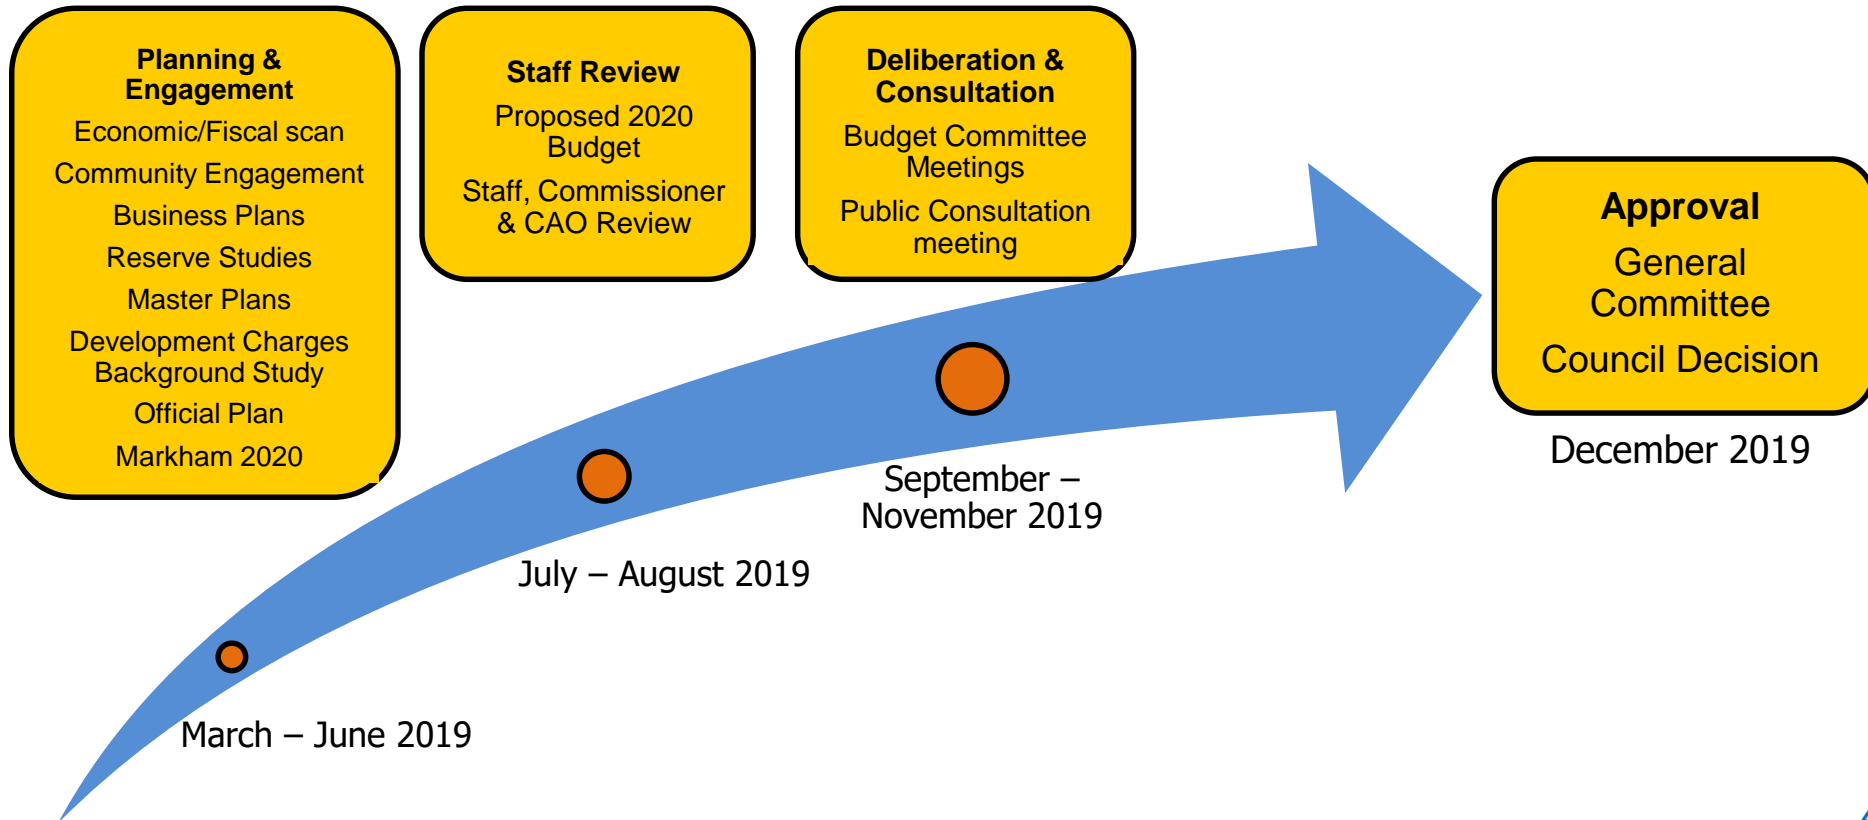 Planning &
Engagement
Economic/Fiscal scan
Community Engagement
Business Plans
Reserve Studies
Master Plans
Development Charges
Background Study
Official Plan
Markham 2020
Staff Review
Proposed 2020
Budget
Staff, Commissioner
& CAO Review
Deliberation &
Consultation
Budget Committee
Meetings
Public Consultation
meeting
Approval
General
Committee
Council Decision
March – June 2019
July – August 2019
September –
November 2019
December 2019